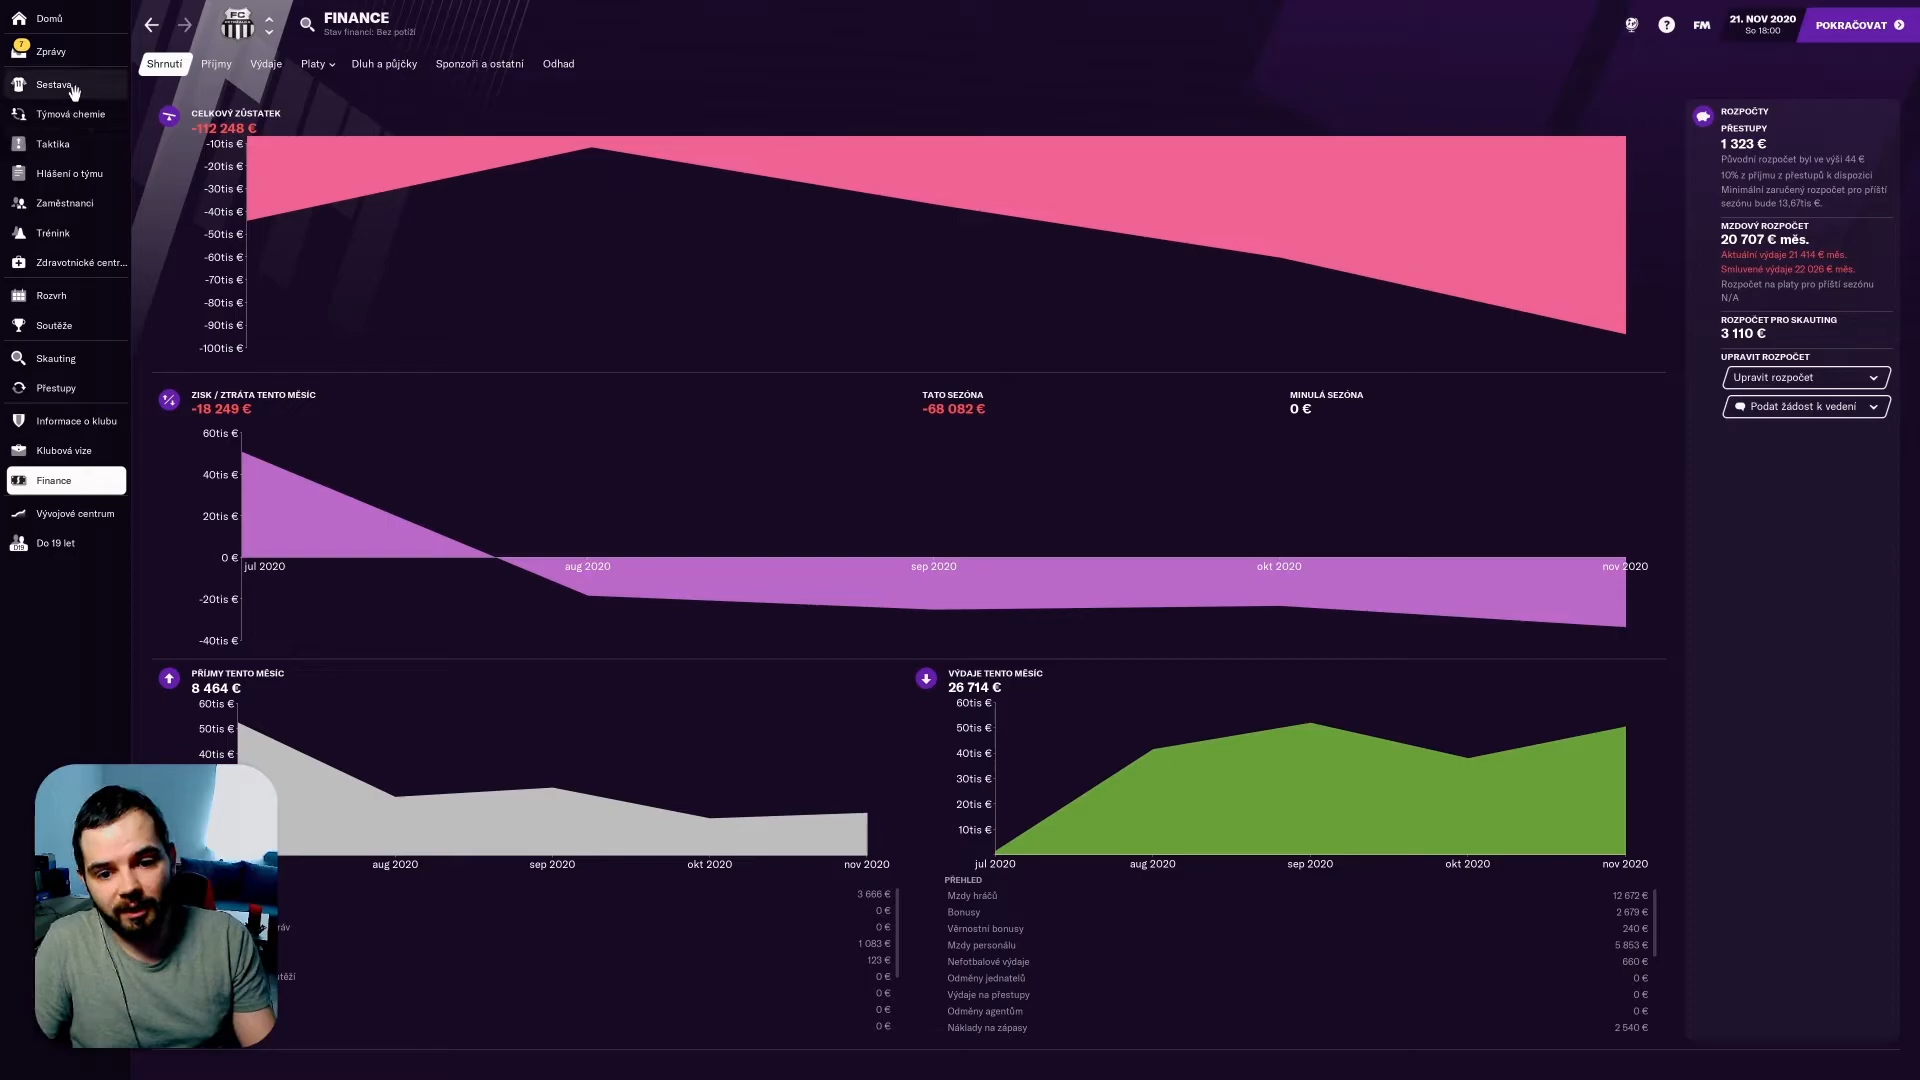 Domů
7
Zprávy
Sestava
Týmová chemie
Taktika
Hlášení o týmu
Zaměstnanci
Trénink
Zdravotnické centr...
Rozvrh
Soutěže
Skauting
Přestupy
Informace o klubu
Klubová vize
Finance
Vývojové centrum
Do 19 let
FC
FINANCE
Stav financí: Bez potíží
FM
21. NOV 2020
So 18:00
POKRAČOVAT
Shrnutí
Příjmy
Výdaje
Platy
Dluh a půjčky
Sponzoři a ostatní
Odhad
CELKOVÝ ZŮSTATEK
-112 248 €
-10tis €
-20tis €
-30tis €
-40tis €
-50tis €
-60tis €
-70tis €
-80tis €
-90tis €
-100tis €
ZISK / ZTRÁTA TENTO MĚSÍC
-18 249 €
TATO SEZÓNA
-68 082 €
MINULÁ SEZÓNA
0 €
60tis €
40tis €
20tis €
0 €
-20tis €
-40tis €
jul 2020
aug 2020
sep 2020
okt 2020
nov 2020
PŘÍJMY TENTO MĚSÍC
8 464 €
60tis €
50tis €
40tis €
aug 2020
sep 2020
okt 2020
nov 2020
3 666 €
0 €
0 €
1 083 €
123 €
0 €
0 €
0 €
0 €
VÝDAJE TENTO MĚSÍC
26 714 €
60tis €
50tis €
40tis €
30tis €
20tis €
10tis €
jul 2020
aug 2020
sep 2020
okt 2020
nov 2020
PŘEHLED
Mzdy hráčů 12 672 €
Bonusy 2 679 €
Věrnostní bonusy 240 €
Mzdy personálu 5 853 €
Nefotbalové výdaje 660 €
Odměny jednatelů 0 €
Výdaje na přestupy 0 €
Odměny agentům 0 €
Náklady na zápasy 2 540 €
ROZPOČTY
PŘESTUPY
1 323 €
Původní rozpočet byl ve výši 44 €
10% z příjmu z přestupů k dispozici
Minimální zaručený rozpočet pro příští
sezónu bude 13,67tis €.
MZDOVÝ ROZPOČET
20 707 € měs.
Aktuální výdaje 21 414 € měs.
Smluvené výdaje 22 026 € měs.
Rozpočet na platy pro příští sezónu
N/A
ROZPOČET PRO SKAUTING
3 110 €
UPRAVIT ROZPOČET
Upravit rozpočet
Podat žádost k vedení